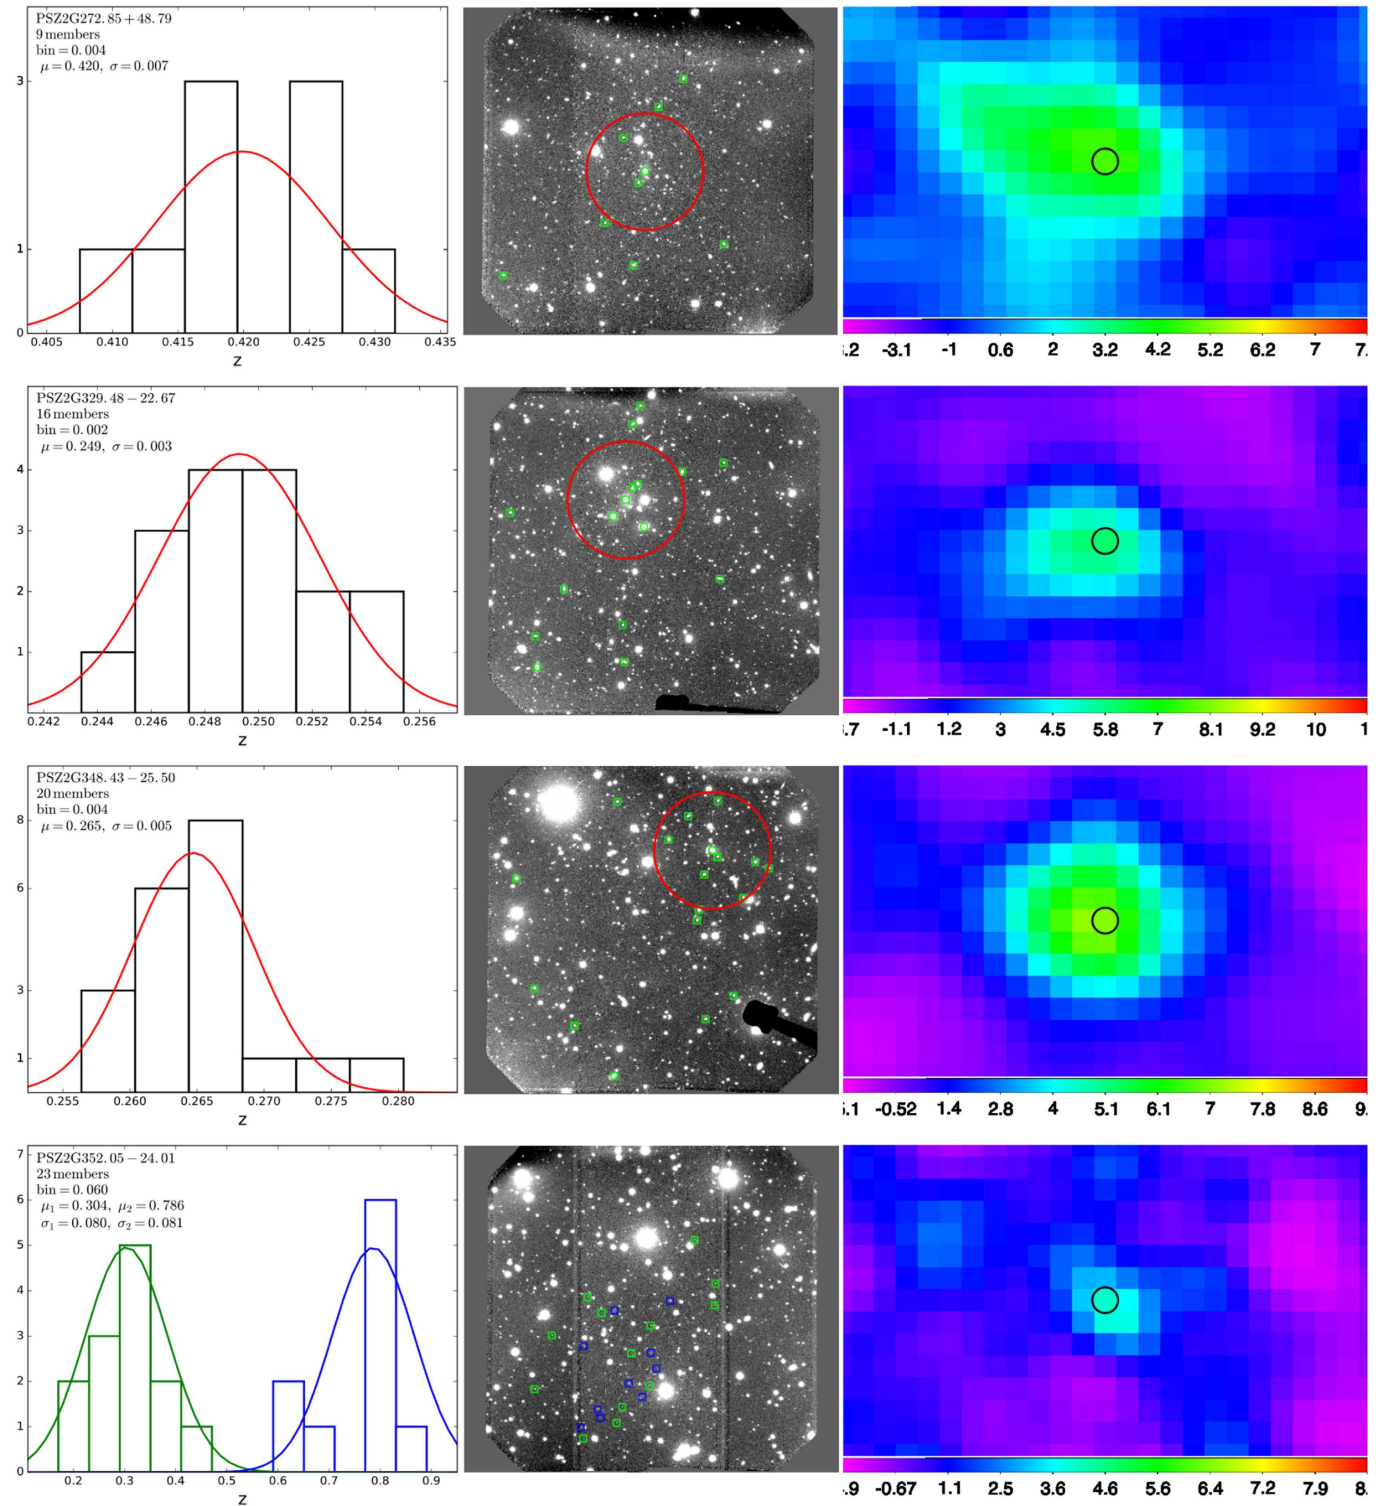 PSZ2G272.85+48.79
9members
bin=0.004
μ=0.420, σ=0.007
3
1
0
0.405 0.410 0.415 0.420 0.425 0.430 0.435
z
.2 -3.1 -1 0.6 2 3.2 4.2 5.2 6.2 7 7.
PSZ2G329.48−22.67
16members
bin=0.002
μ=0.249, σ=0.003
4
3
2
1
0.242 0.244 0.246 0.248 0.250 0.252 0.254 0.256
z
.7 -1.1 1.2 3 4.5 5.8 7 8.1 9.2 10 1
PSZ2G348.43−25.50
20members
bin=0.004
μ=0.265, σ=0.005
8
6
3
1
0.255 0.260 0.265 0.270 0.275 0.280
z
.1 -0.52 1.4 2.8 4 5.1 6.1 7 7.8 8.6 9.
PSZ2G352.05−24.01
23members
bin=0.060
μ1=0.304, μ2=0.786
σ1=0.080, σ2=0.081
7
6
5
4
3
2
1
0
0.2 0.3 0.4 0.5 0.6 0.7 0.8 0.9
z
.9 -0.67 1.1 2.5 3.6 4.6 5.6 6.4 7.2 7.9 8.